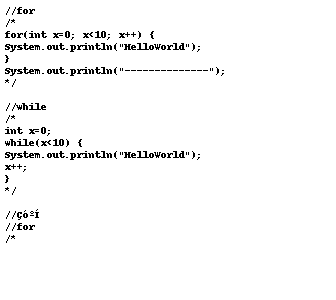 //for
/*
for(int x=0; x<10; x++) {
System.out.println("HelloWorld");
}
System.out.println("--------------");
*/

//while
/*
int x=0;
while(x<10) {
System.out.println("HelloWorld");
x++;
}
*/

//ÇóºÍ
//for
/*